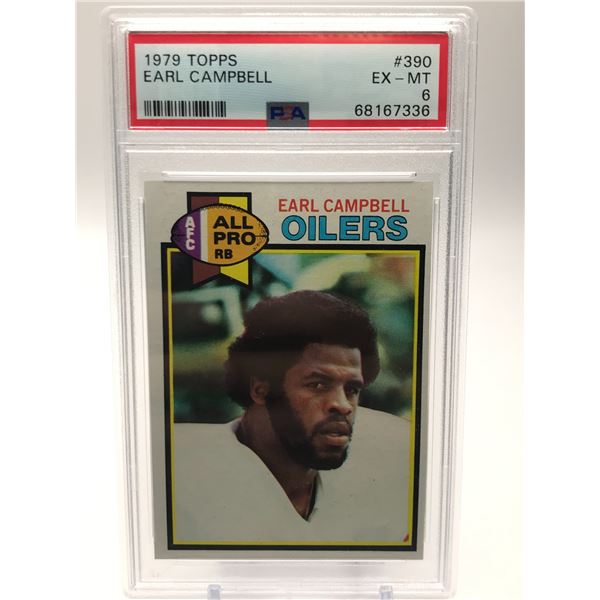 1979 TOPPS #390
EARL CAMPBELL EX - MT
6
PSA 68167336
EARL CAMPBELL
OILERS
AFC
ALL
PRO
RB